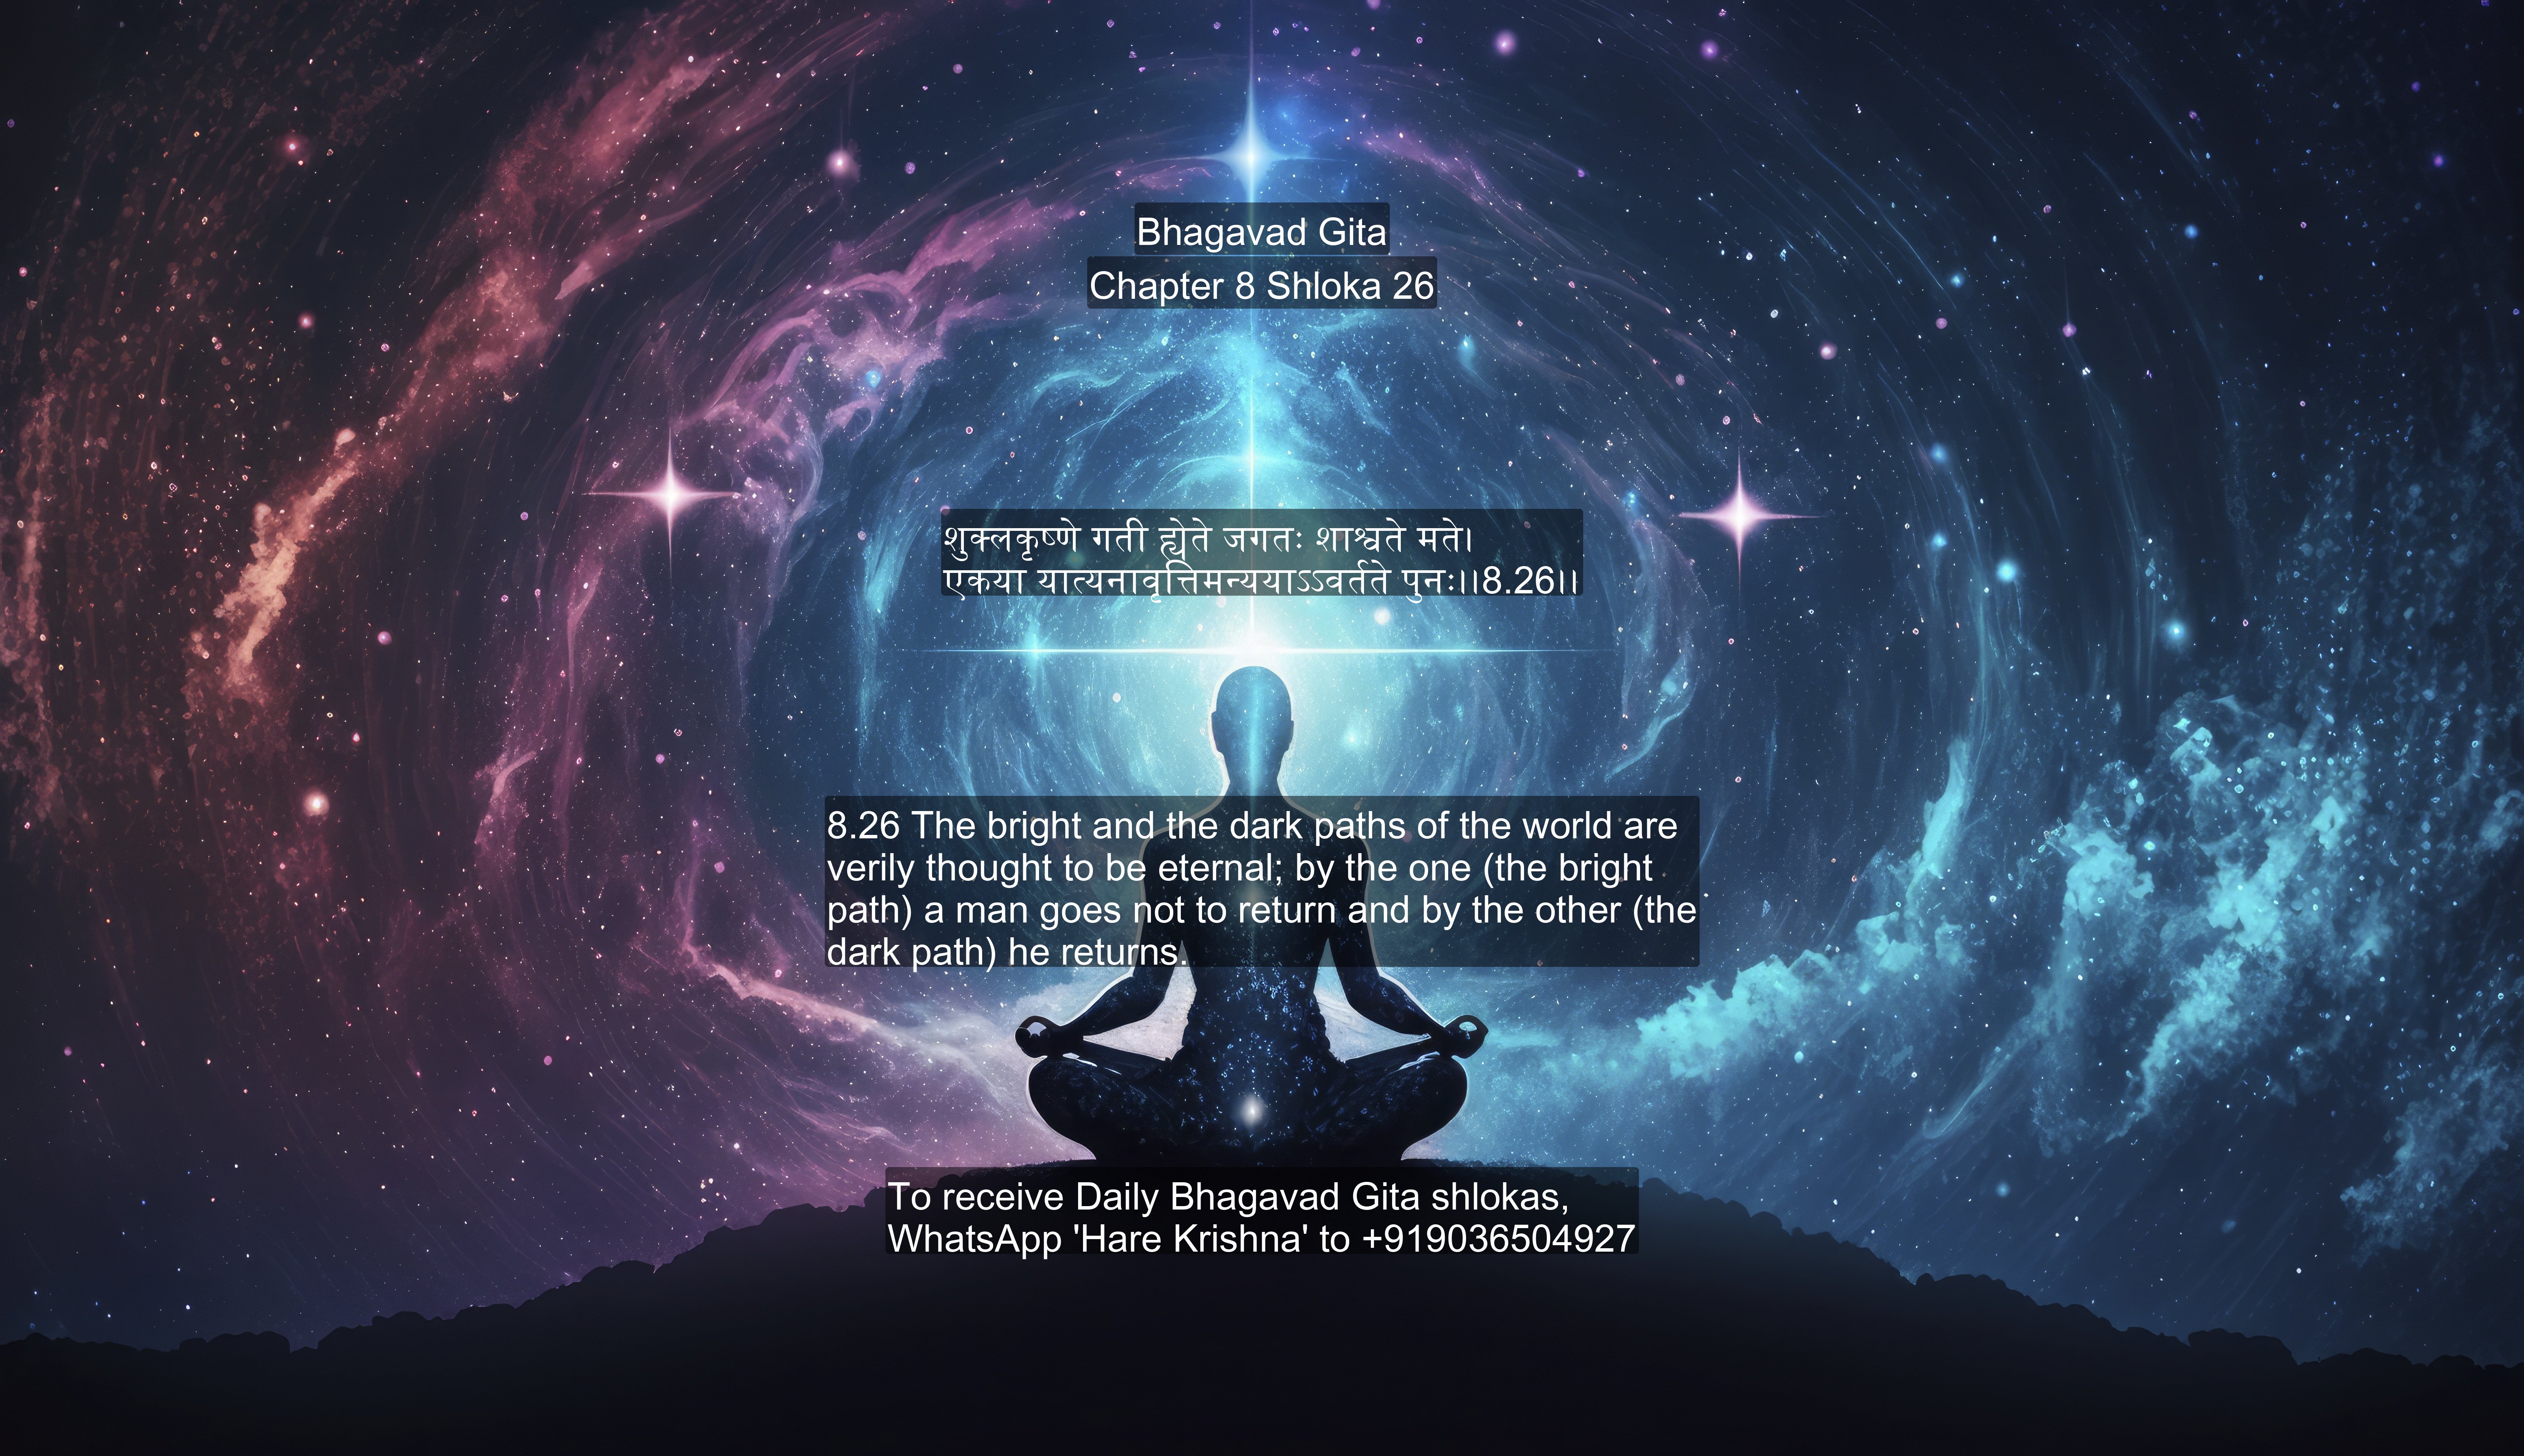 Bhagavad Gita
Chapter 8 Shloka 26
शुक्लकृष्णे गती ह्येते जगतः शाश्वते मते।
एकया यात्यनावृत्तिमन्ययाऽऽवर्तते पुनः।।8.26।।
8.26 The bright and the dark paths of the world are
verily thought to be eternal; by the one (the bright
path) a man goes not to return and by the other (the
dark path) he returns.
To receive Daily Bhagavad Gita shlokas,
WhatsApp 'Hare Krishna' to +919036504927